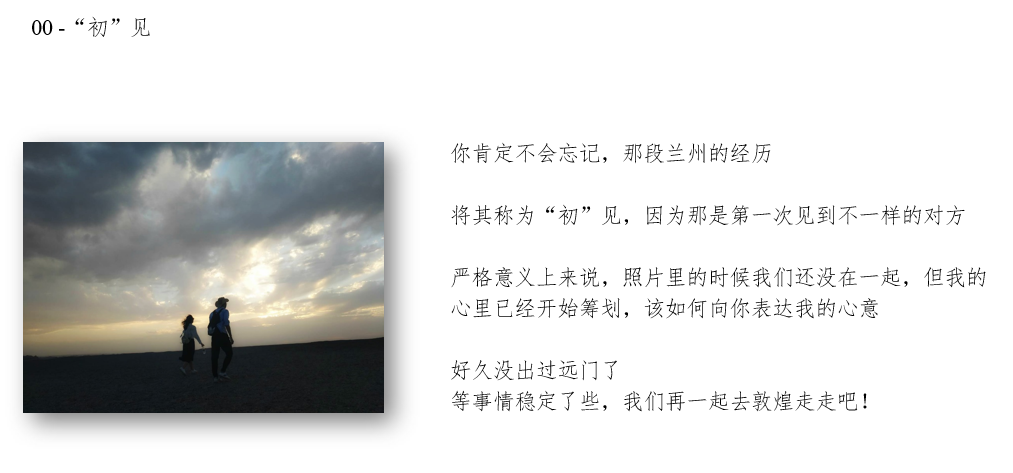 00 -“初”见
你肯定不会忘记，那段兰州的经历
将其称为“初”见，因为那是第一次见到不一样的对方
严格意义上来说，照片里的时候我们还没在一起，但我的
心里已经开始筹划，该如何向你表达我的心意
好久没出过远门了
等事情稳定了些，我们再一起去敦煌走走吧！